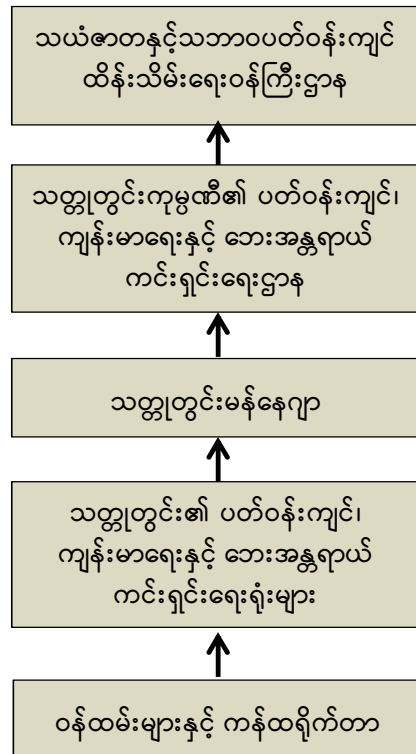 သယံဇာတနှင့်သဘာဝပတ်ဝန်းကျင်
ထိန်းသိမ်းရေးဝန်ကြီးဌာန
သတ္တုတွင်းကုမ္ပဏီ၏ ပတ်ဝန်းကျင်၊
ကျန်းမာရေးနှင့် ဘေးအန္တရာယ်
ကင်းရှင်းရေးဌာန
သတ္တုတွင်းမန်နေဂျာ
သတ္တုတွင်း၏ ပတ်ဝန်းကျင်၊
ကျန်းမာရေးနှင့် ဘေးအန္တရာယ်
ကင်းရှင်းရေးရုံးများ
ဝန်ထမ်းများနှင့် ကန်ထရိုက်တာ